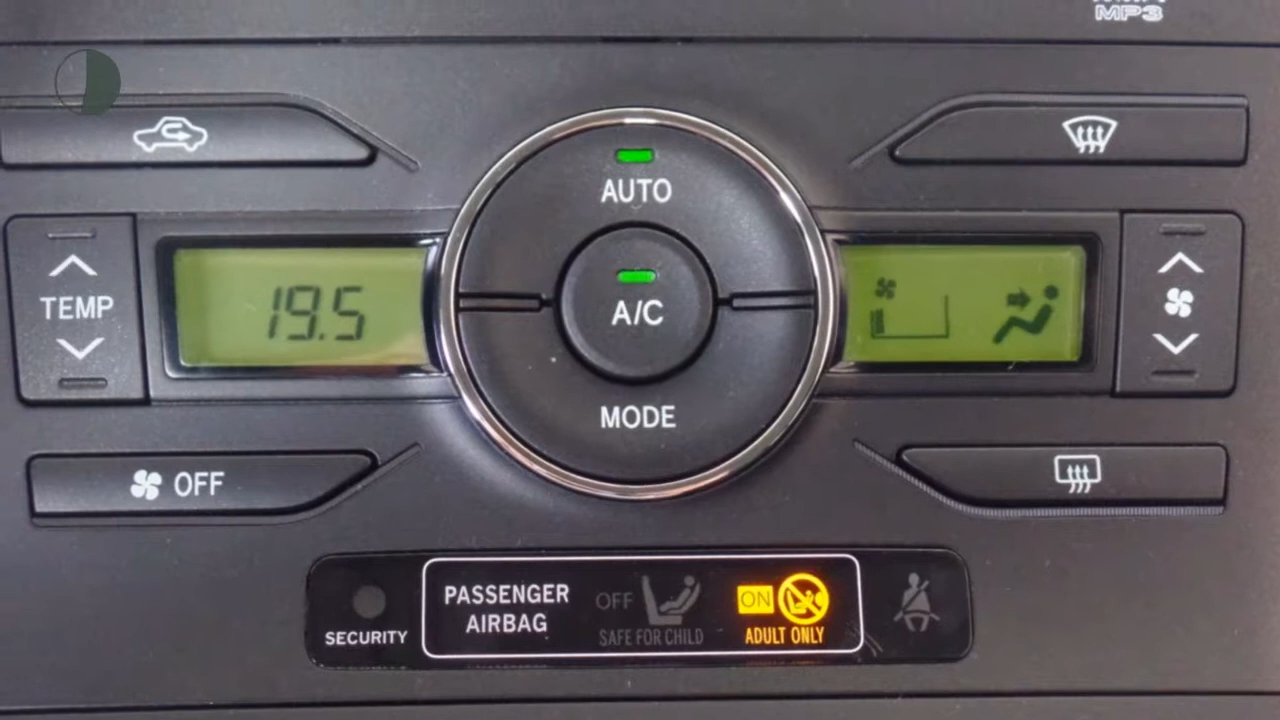 MP3
AUTO
TEMP
19.5
A/C
MODE
OFF
PASSENGER
AIRBAG
OFF
SAFE FOR CHILD
ON
ADULT ONLY
SECURITY